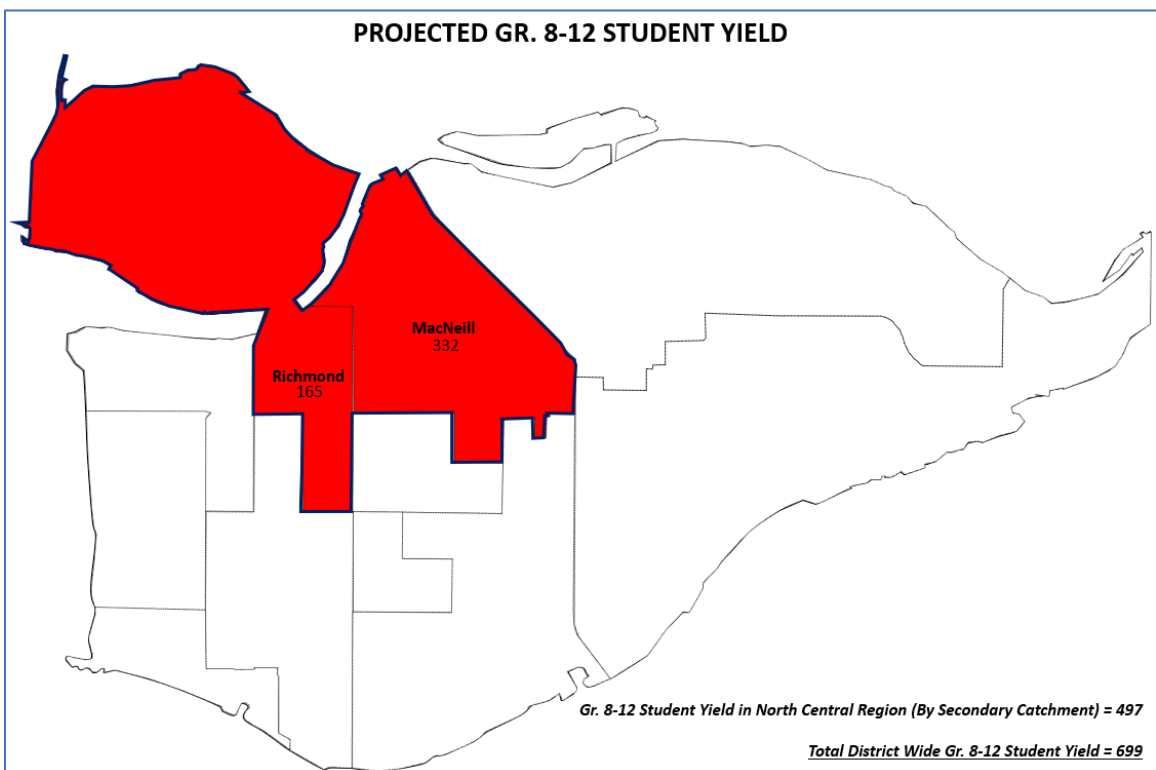 PROJECTED GR. 8-12 STUDENT YIELD
MacNeill
332
Richmond
165
Gr. 8-12 Student Yield in North Central Region (By Secondary Catchment) = 497
Total District Wide Gr. 8-12 Student Yield = 699